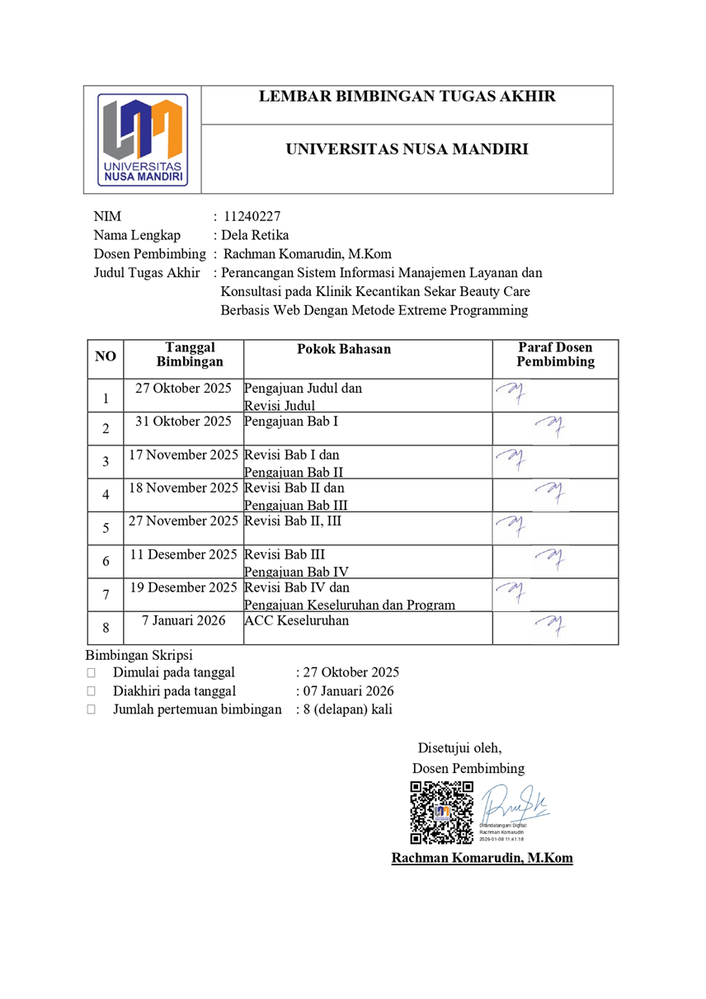 UNIVERSITAS
NUSA MANDIRI
LEMBAR BIMBINGAN TUGAS AKHIR
UNIVERSITAS NUSA MANDIRI
NIM : 11240227
Nama Lengkap : Dela Retika
Dosen Pembimbing : Rachman Komarudin, M.Kom
Judul Tugas Akhir : Perancangan Sistem Informasi Manajemen Layanan dan
Konsultasi pada Klinik Kecantikan Sekar Beauty Care
Berbasis Web Dengan Metode Extreme Programming
NO Tanggal Bimbingan Pokok Bahasan Paraf Dosen Pembimbing
1 27 Oktober 2025 Pengajuan Judul dan
Revisi Judul
2 31 Oktober 2025 Pengajuan Bab I
3 17 November 2025 Revisi Bab I dan
Pengajuan Bab II
4 18 November 2025 Revisi Bab II dan
Pengajuan Bab III
5 27 November 2025 Revisi Bab II, III
6 11 Desember 2025 Revisi Bab III
Pengajuan Bab IV
7 19 Desember 2025 Revisi Bab IV dan
Pengajuan Keseluruhan dan Program
8 7 Januari 2026 ACC Keseluruhan
Bimbingan Skripsi
Dimulai pada tanggal : 27 Oktober 2025
Diakhiri pada tanggal : 07 Januari 2026
Jumlah pertemuan bimbingan : 8 (delapan) kali
Disetujui oleh,
Dosen Pembimbing
Ditandatangani Digital:
Rachman Komarudin
2026-01-08 11:41:18
Rachman Komarudin, M.Kom